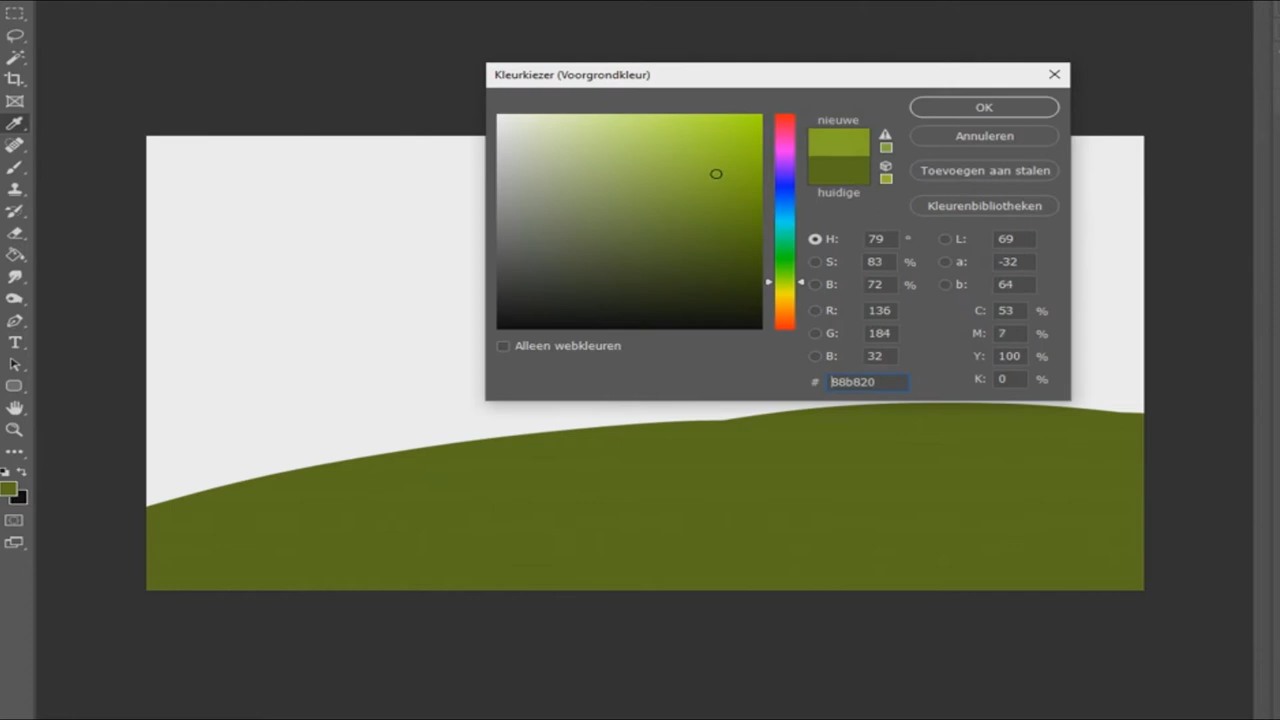 Kleurkiezer (Voorgrondkleur)
nieuwe
huidige
OK
Annuleren
Toevoegen aan stalen
Kleurenbibliotheken
H: 79 °
S: 83 %
B: 72 %
R: 136
G: 184
B: 32
# 88b820
L: 69
a: -32
b: 64
C: 53 %
M: 7 %
Y: 100 %
K: 0 %
Alleen webkleuren